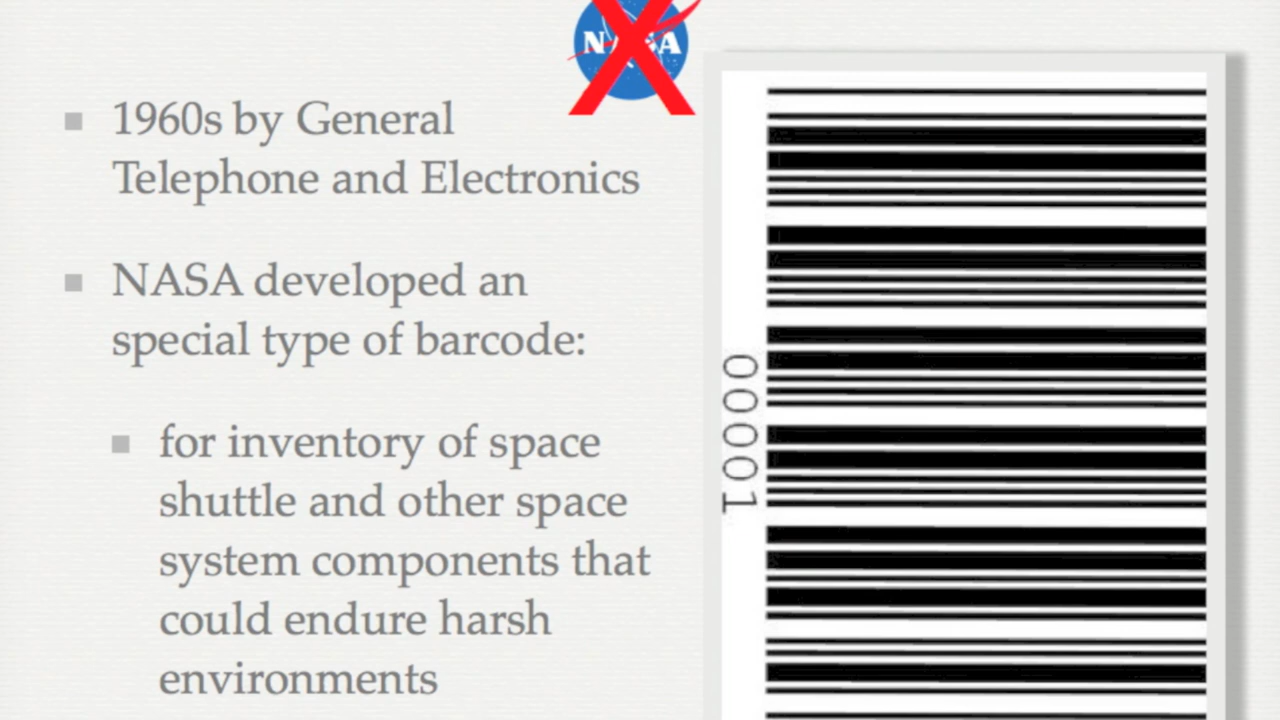 NASA
1960s by General
Telephone and Electronics
NASA developed an
special type of barcode:
for inventory of space
shuttle and other space
system components that
could endure harsh
environments
00001